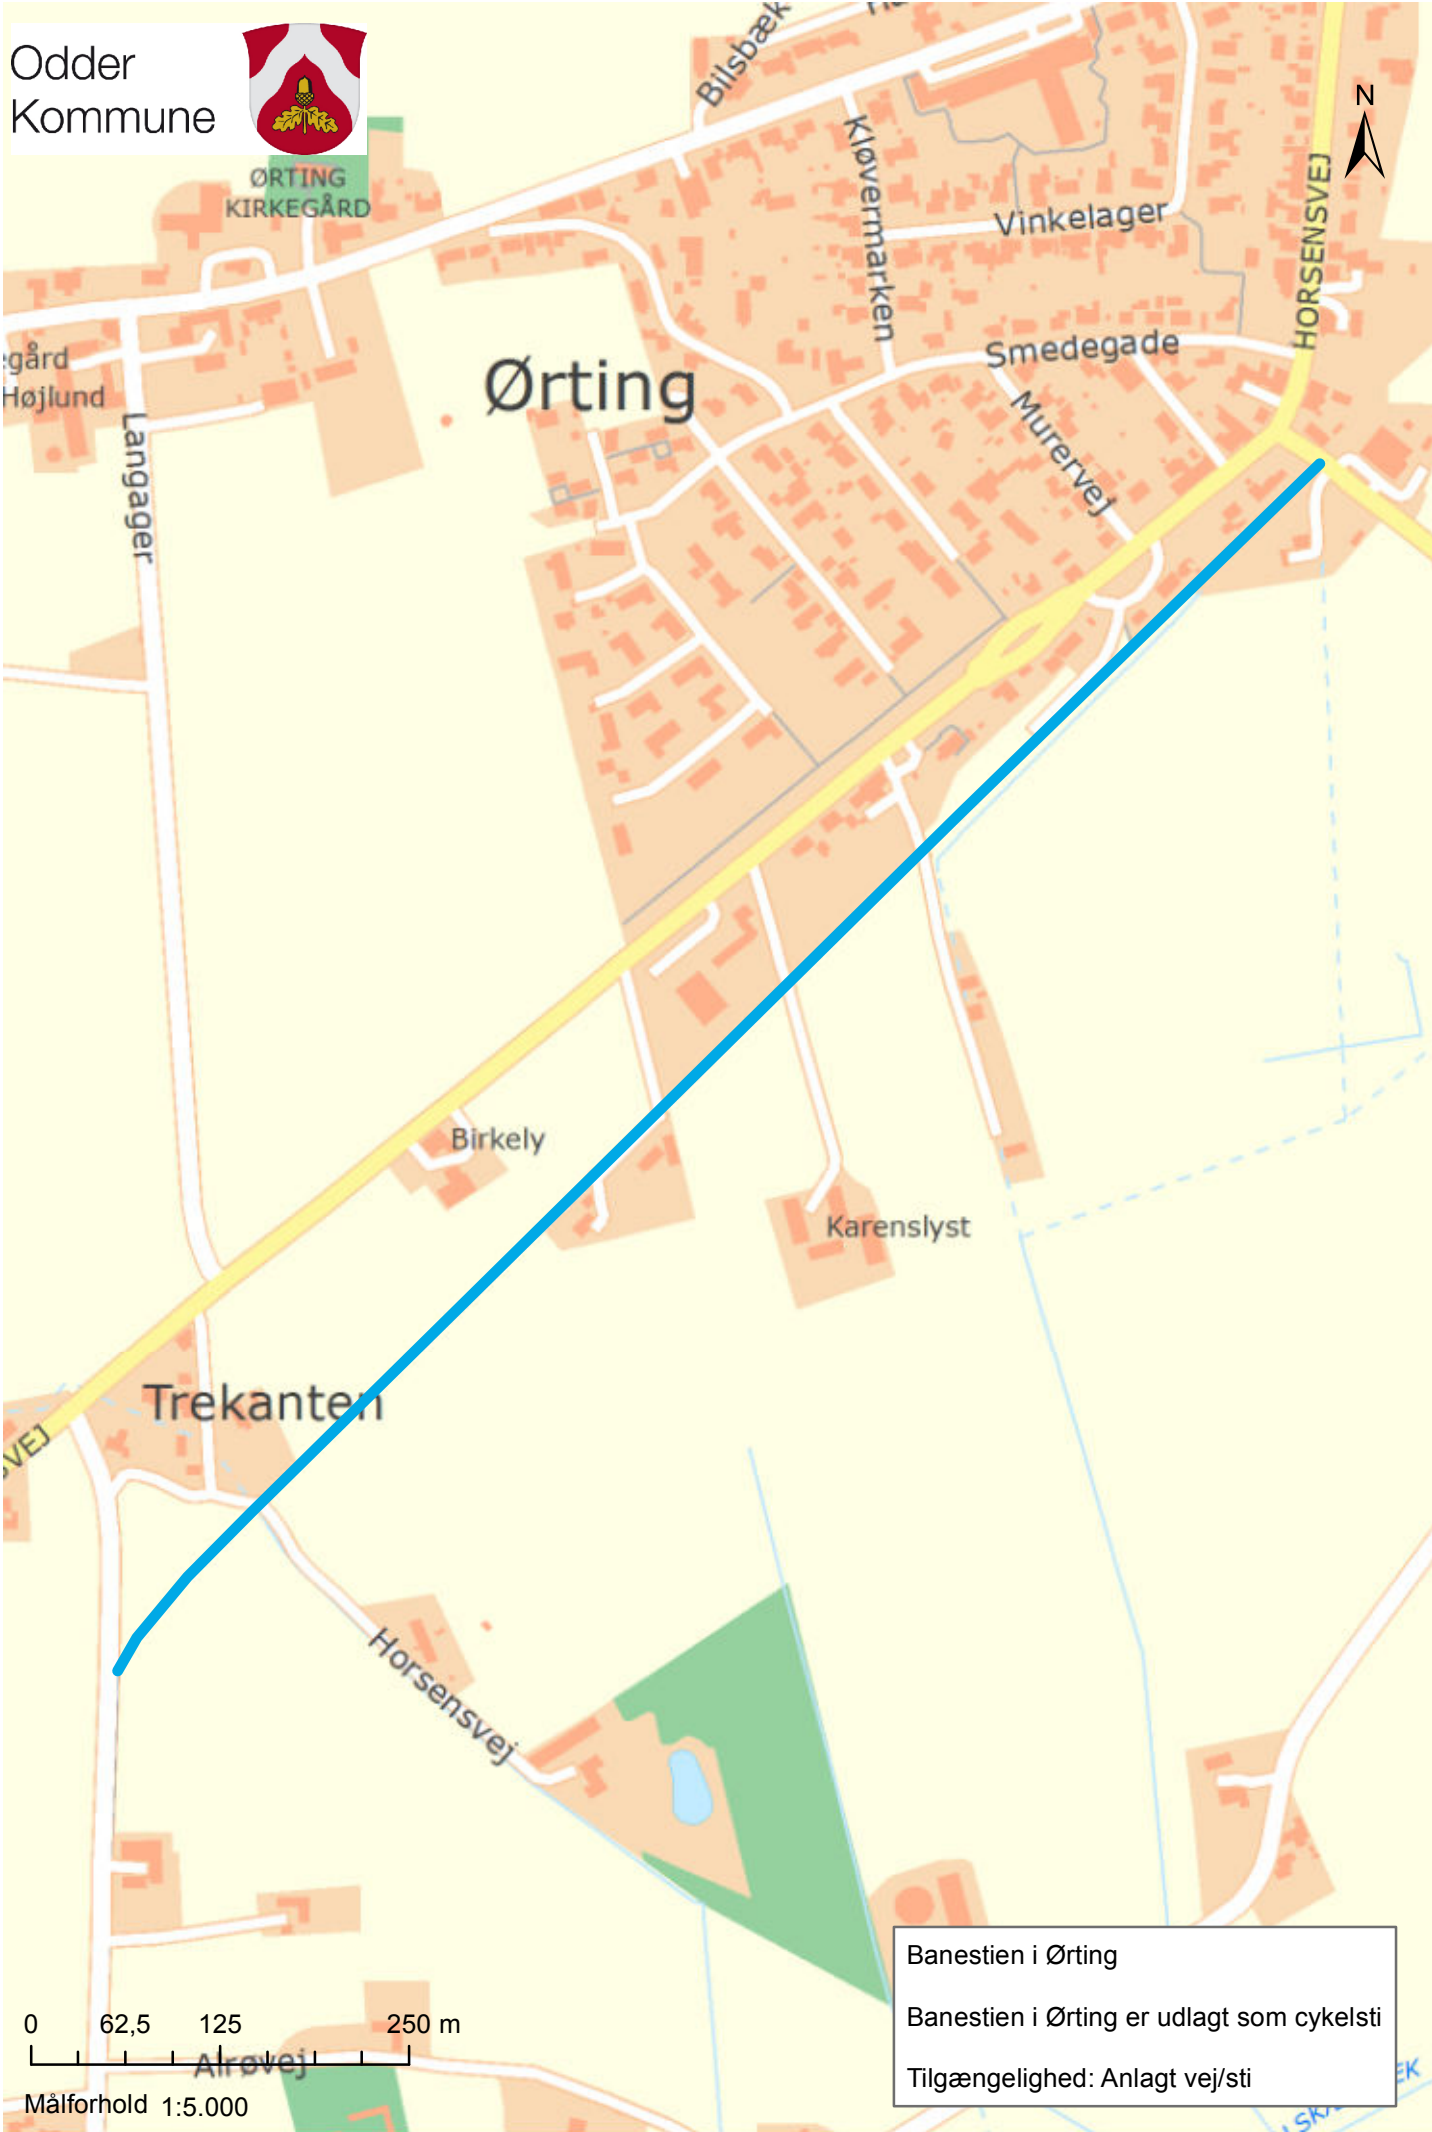 Odder
Kommune
Bilsbæk
N
ØRTING
KIRKEGÅRD
Kløvermarken
Vinkelager
HORSENSVEJ
Smedegade
gård
Højlund
Ørting
Langager
Murervej
Birkely
Karenslyst
Trekanten
SVEJ
Horsensvej
Banestien i Ørting
Banestien i Ørting er udlagt som cykelsti
Tilgængelighed: Anlagt vej/sti
0 62,5 125 250 m
Alrøvej
Målforhold 1:5.000